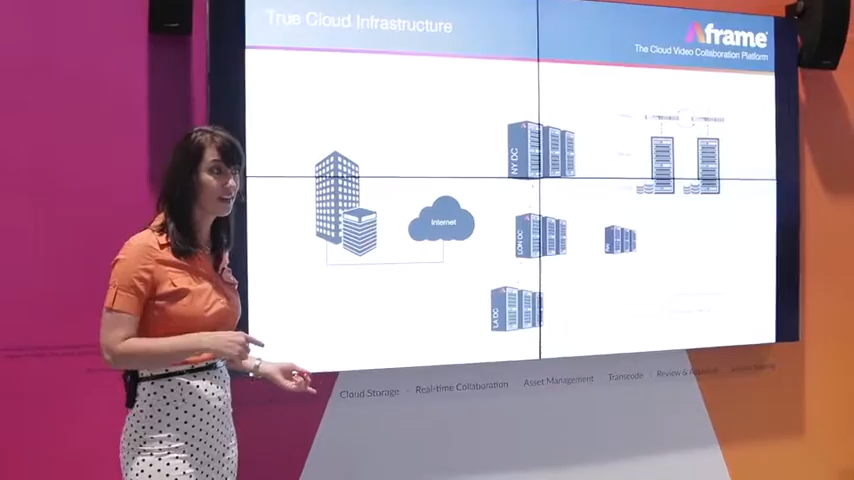 True Cloud Infrastructure
Aframe
The Cloud Video Collaboration Platform
NY DC
Internet
LON DC
LA DC
Cloud Storage Real-time Collaboration Asset Management Transcode Review & Approval